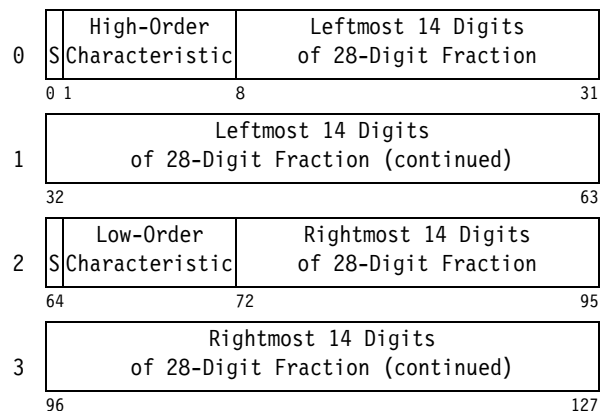 High-Order Leftmost 14 Digits
0 S Characteristic of 28-Digit Fraction
0 1 8 31
Leftmost 14 Digits
1 of 28-Digit Fraction (continued)
32 63
Low-Order Rightmost 14 Digits
2 S Characteristic of 28-Digit Fraction
64 72 95
Rightmost 14 Digits
3 of 28-Digit Fraction (continued)
96 127